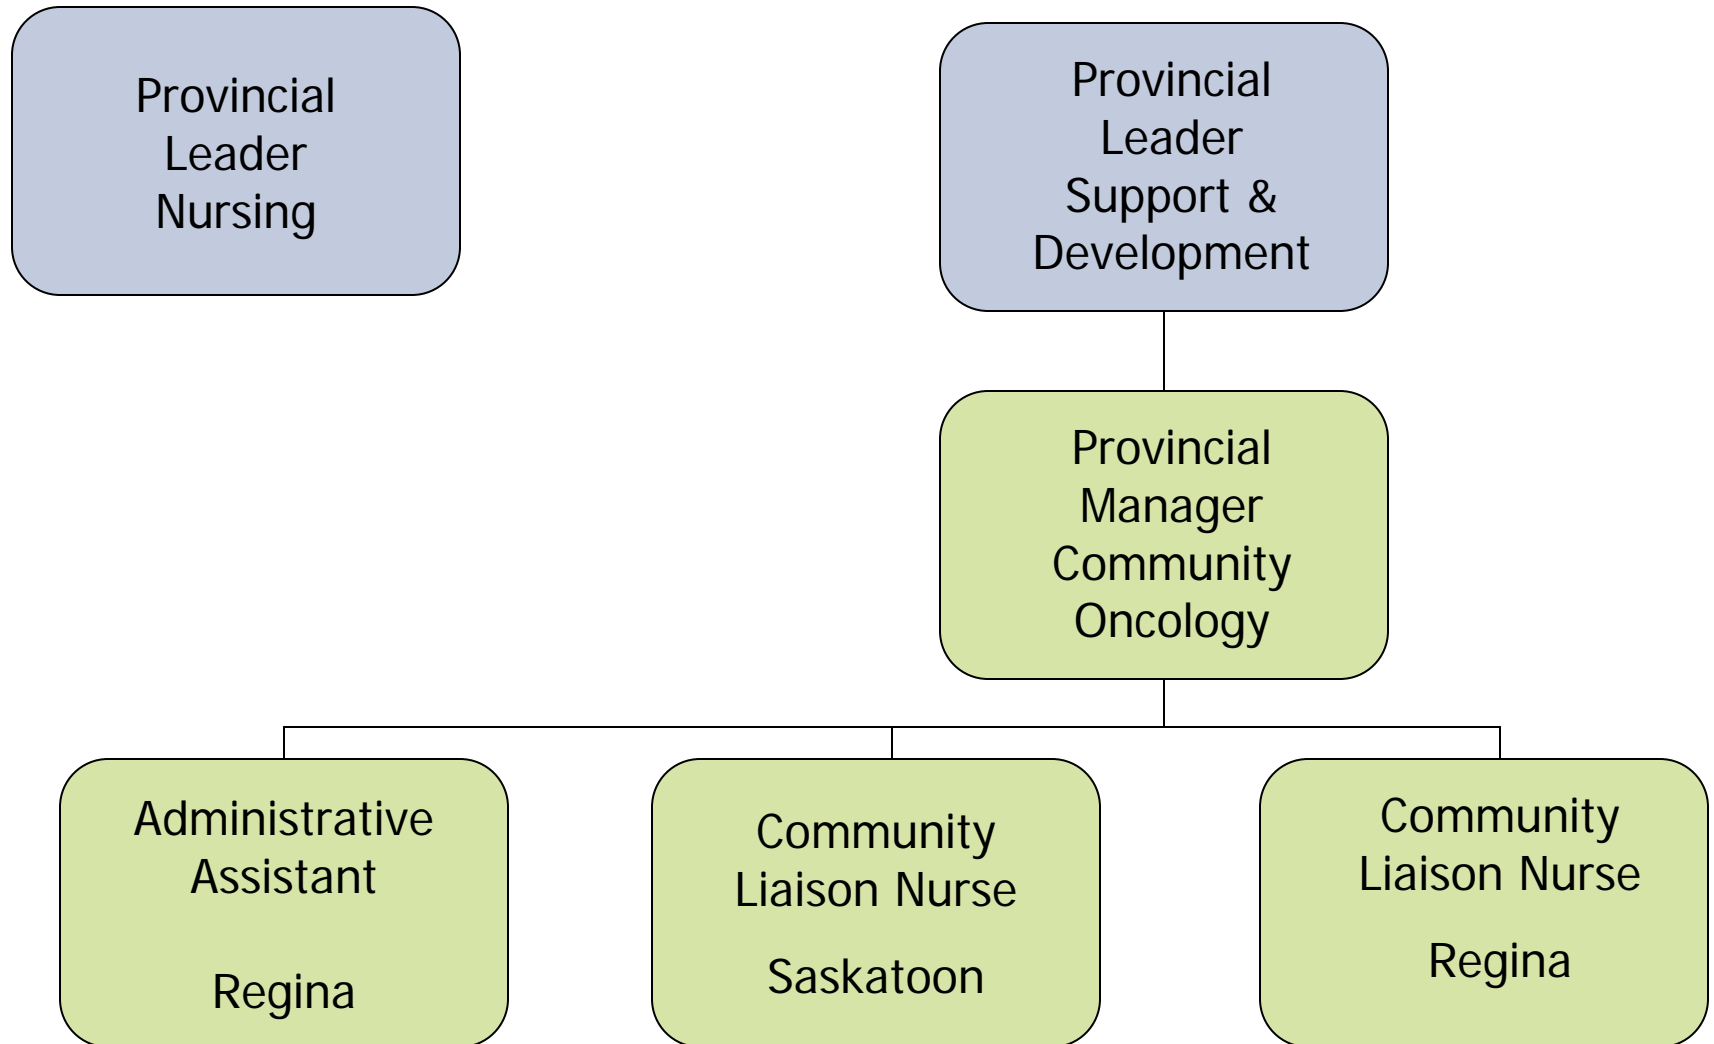 Provincial
Leader
Nursing
Provincial
Leader
Support &
Development
Provincial
Manager
Community
Oncology
Administrative
Assistant
Regina
Community
Liaison Nurse
Saskatoon
Community
Liaison Nurse
Regina